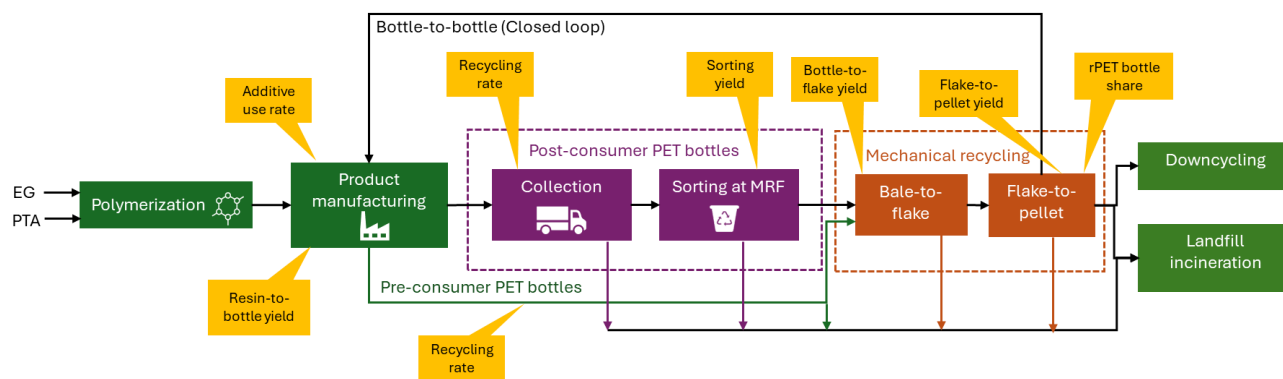 Bottle-to-bottle (Closed loop)
Additive
use rate
Recycling
rate
Sorting
yield
Bottle-to-
flake yield
Flake-to-
pellet yield
rPET bottle
share
Post-consumer PET bottles
Mechanical recycling
EG
PTA
Polymerization
Product
manufacturing
Collection
Sorting at MRF
Bale-to-
flake
Flake-to-
pellet
Downcycling
Landfill
incineration
Pre-consumer PET bottles
Resin-to-
bottle yield
Recycling
rate